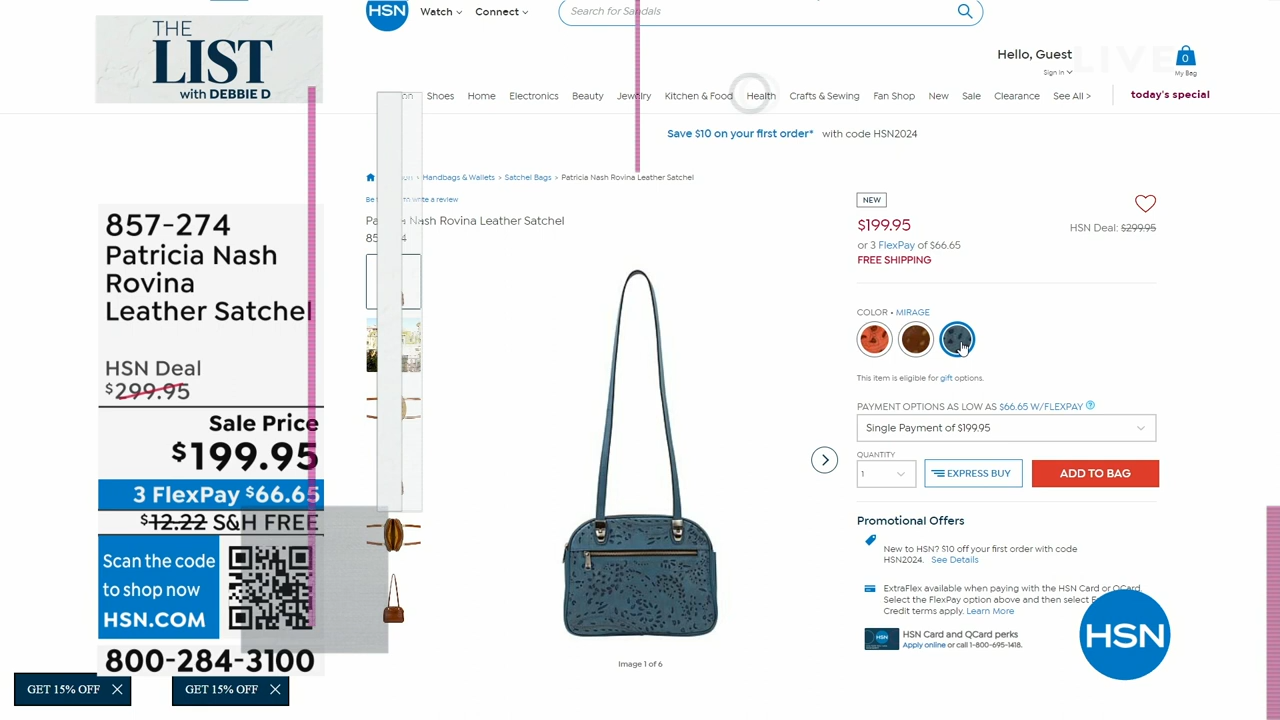 THE
LIST
with DEBBIE D
857-274
Patricia Nash
Rovina
Leather Satchel
HSN Deal
$299.95
Sale Price
$199.95
3 FlexPay $66.65
$12.22 S&H FREE
Scan the code
to shop now
HSN.COM
800-284-3100
GET 15% OFF
GET 15% OFF
HSN
Watch
Connect
Search for Sandals
Hello, Guest
Sign In
LIVE
0
My Bag
Shoes Home Electronics Beauty Jewelry Kitchen & Food Health Crafts & Sewing Fan Shop New Sale Clearance See All > today's special
Save $10 on your first order* with code HSN2024
Handbags & Wallets > Satchel Bags > Patricia Nash Rovina Leather Satchel
to write a review
Nash Rovina Leather Satchel
Image 1 of 6
NEW
$199.95
HSN Deal: $299.95
or 3 FlexPay of $66.65
FREE SHIPPING
COLOR • MIRAGE
This item is eligible for gift options.
PAYMENT OPTIONS AS LOW AS $66.65 W/FLEXPAY
Single Payment of $199.95
QUANTITY
1
EXPRESS BUY
ADD TO BAG
Promotional Offers
New to HSN? $10 off your first order with code
HSN2024. See Details
ExtraFlex available when paying with the HSN Card or QCard.
Select the FlexPay option above and then select
Credit terms apply. Learn More
HSN
HSN Card and QCard perks
Apply online or call 1-800-695-1418.
HSN